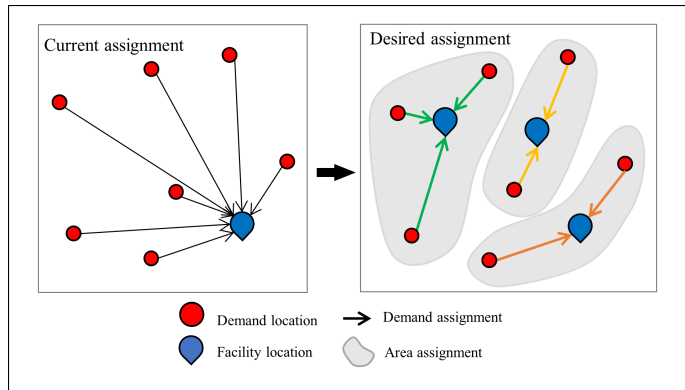 Current assignment
Desired assignment
Demand location
Demand assignment
Facility location
Area assignment